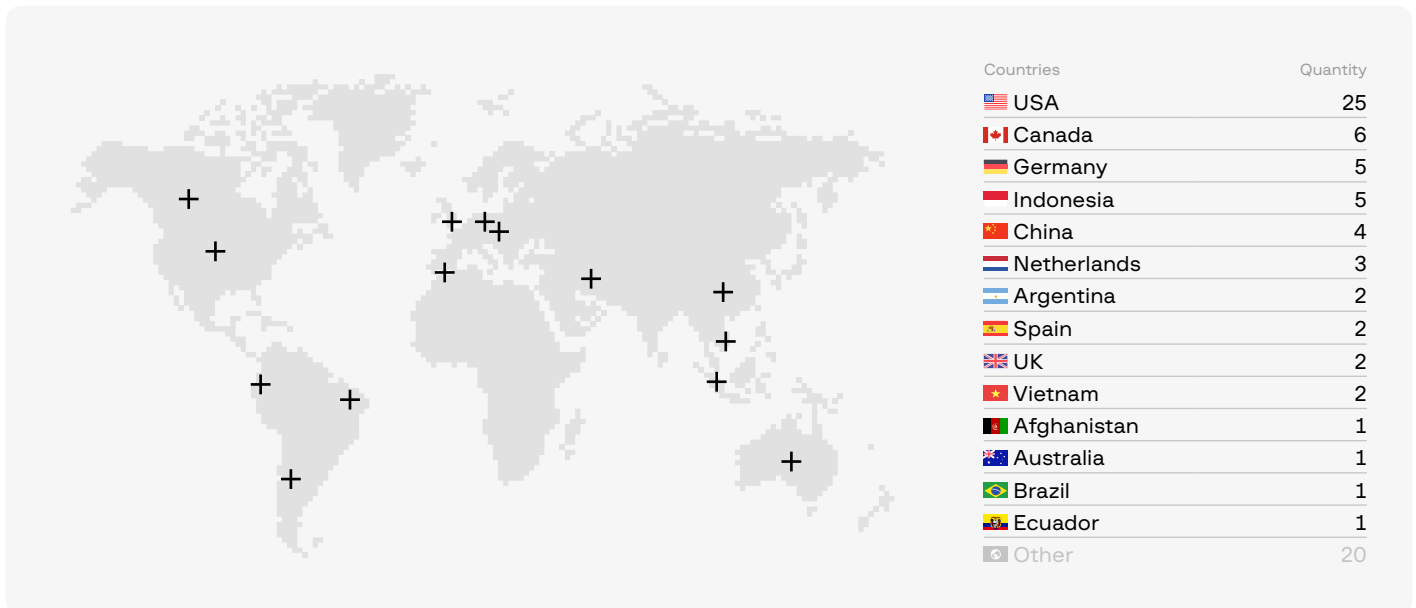 Countries Quantity
USA 25
Canada 6
Germany 5
Indonesia 5
China 4
Netherlands 3
Argentina 2
Spain 2
UK 2
Vietnam 2
Afghanistan 1
Australia 1
Brazil 1
Ecuador 1
Other 20